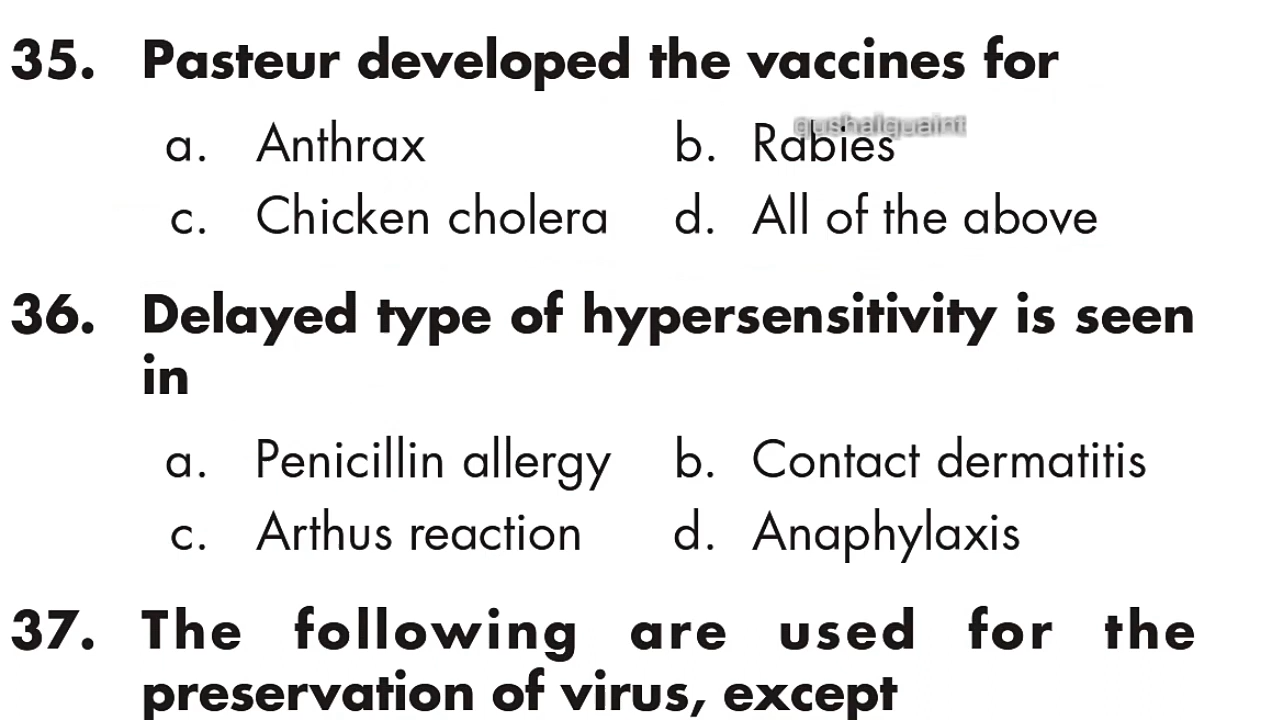 35. Pasteur developed the vaccines for
gushalguaint
a. Anthrax b. Rabies
c. Chicken cholera d. All of the above
36. Delayed type of hypersensitivity is seen
in
a. Penicillin allergy b. Contact dermatitis
c. Arthus reaction d. Anaphylaxis
37. The following are used for the
preservation of virus, except